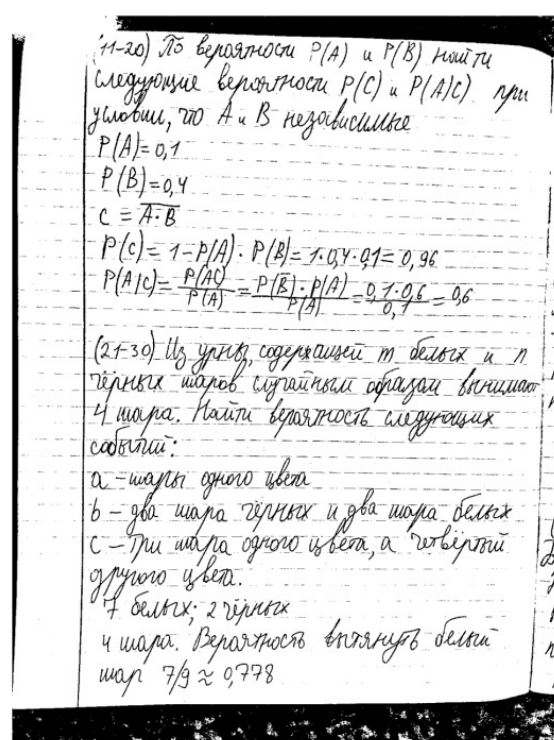 (11-20) По вероятности P(A) и P(B) найти
следующие вероятности P(C) и P(A|C) при
условии, что A и B независимые
P(A)=0,1
P(B)=0,4
C = \overline{A·B}
P(C)= 1-P(A)·P(B)=1·0,4·0,1= 0,96
P(A|C)= P(AC)/P(A) = P(\overline{B})·P(A)/P(A) = 0,1·0,6/0,1 = 0,6
(21-30) Из урны, содержащей m белых и n
чёрных шаров случайным образам вынимают
4 шара. Найти вероятность следующих
событий:
a - шары одного цвета
b - два шара чёрных и два шара белых
c - три шара одного цвета, а четвёртый
другого цвета.
7 белых; 2 чёрных
4 шара. Вероятность вытянуть белый
шар 7/9 ≈ 0,778